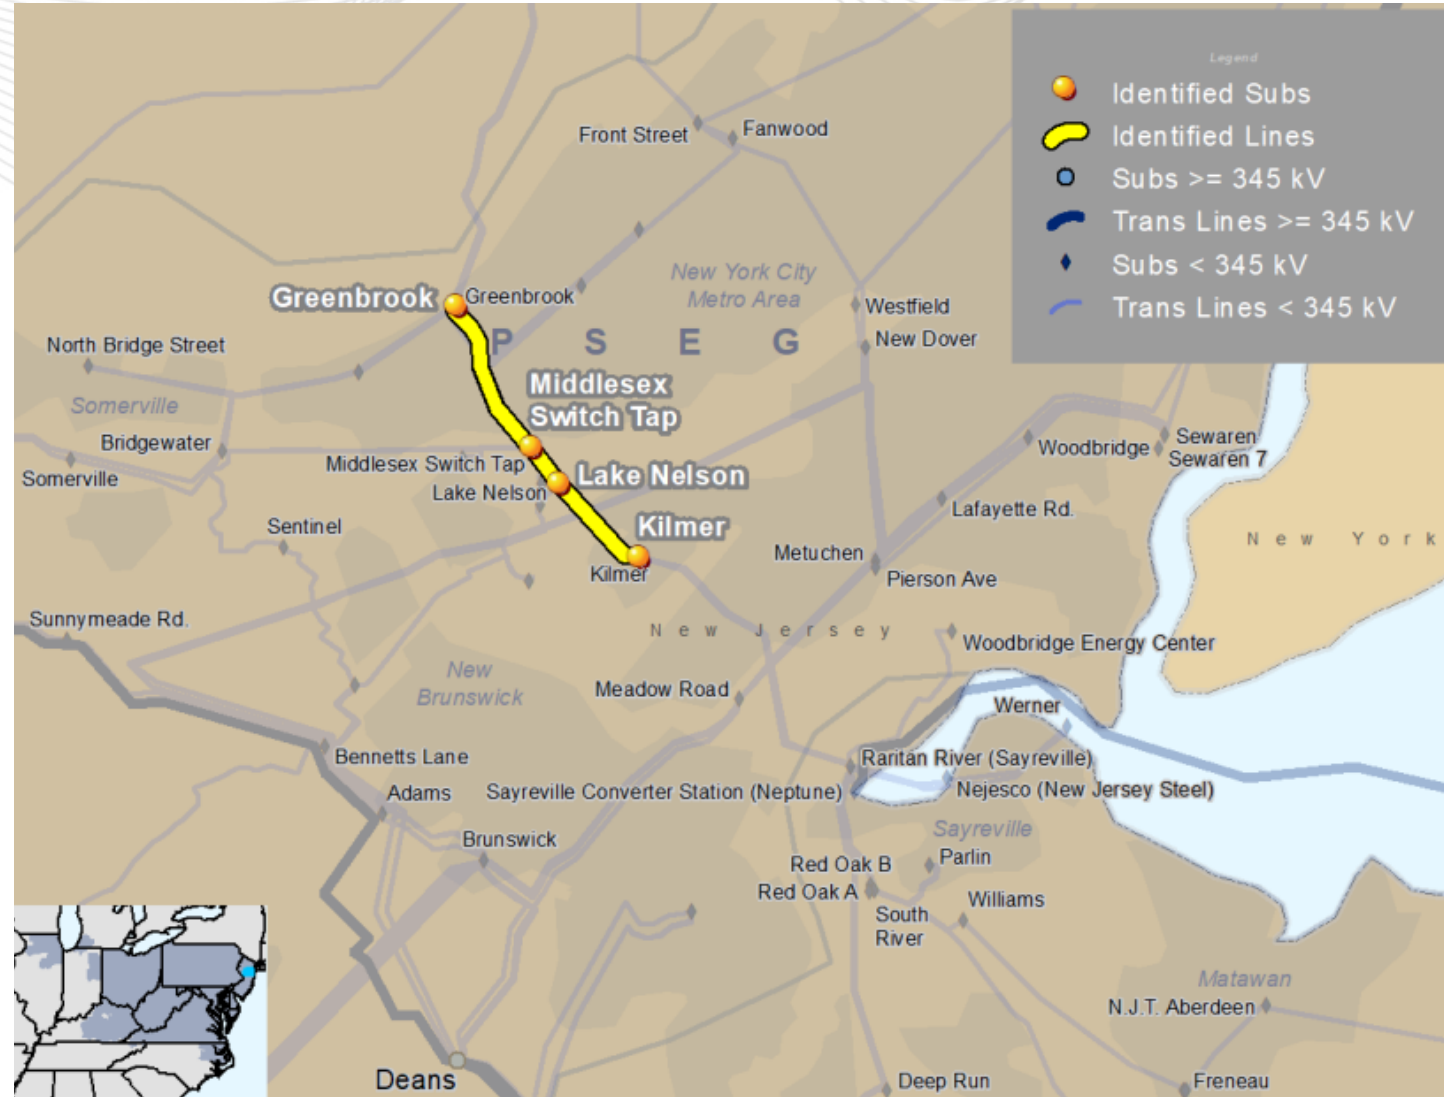 Legend
Identified Subs
Identified Lines
Subs >= 345 kV
Trans Lines >= 345 kV
Subs < 345 kV
Trans Lines < 345 kV
Front Street
Fanwood
New York City
Metro Area
Greenbrook
Greenbrook
Westfield
New Dover
P S E G
North Bridge Street
Middlesex
Switch Tap
Somerville
Bridgewater
Middlesex Switch Tap
Woodbridge
Sewaren
Sewaren 7
Somerville
Lake Nelson
Lake Nelson
Lafayette Rd.
Sentinel
Kilmer
New York
Metuchen
Kilmer
Pierson Ave
Sunnymeade Rd.
New Jersey
Woodbridge Energy Center
New
Brunswick
Meadow Road
Werner
Bennetts Lane
Raritan River (Sayreville)
Adams
Sayreville Converter Station (Neptune)
Nejesco (New Jersey Steel)
Brunswick
Sayreville
Parlin
Red Oak B
Red Oak A
Williams
South
River
Matawan
N.J.T. Aberdeen
Deans
Deep Run
Freneau